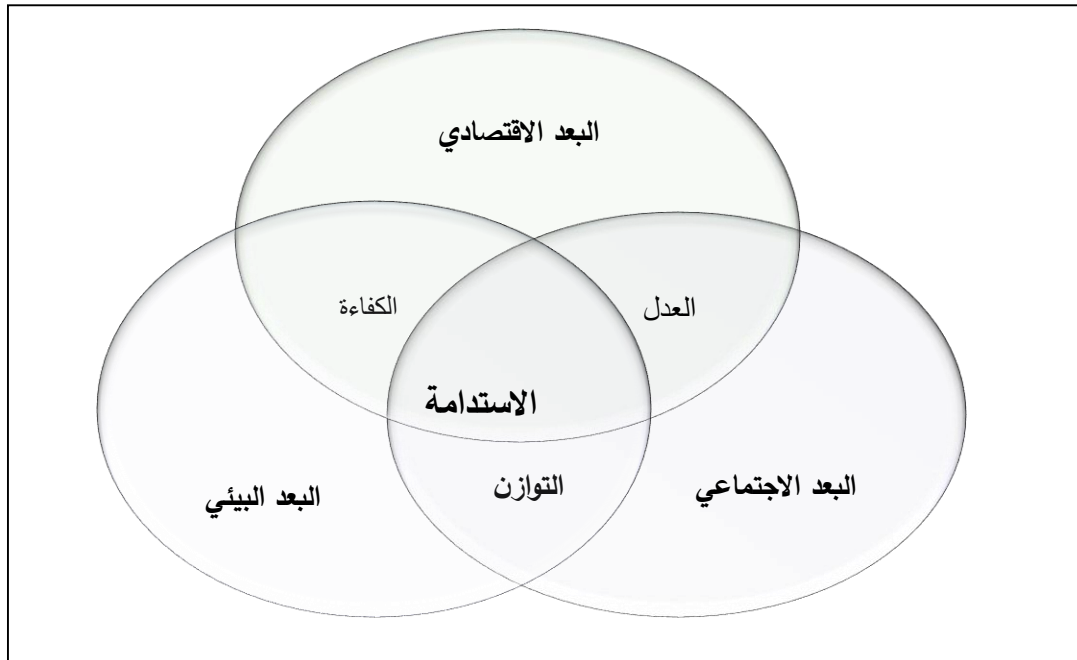 البعد الاقتصادي
العدل
الكفاءة
الاستدامة
البعد الاجتماعي
التوازن
البعد البيئي